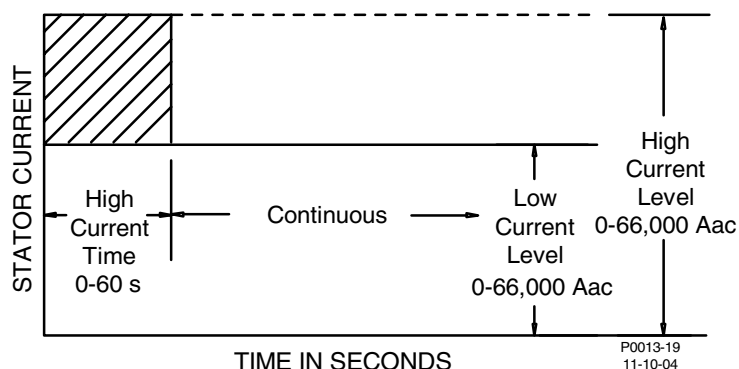 STATOR CURRENT
High
Current
Time
0-60 s
Continuous
Low
Current
Level
0-66,000 Aac
High
Current
Level
0-66,000 Aac
TIME IN SECONDS
P0013-19
11-10-04